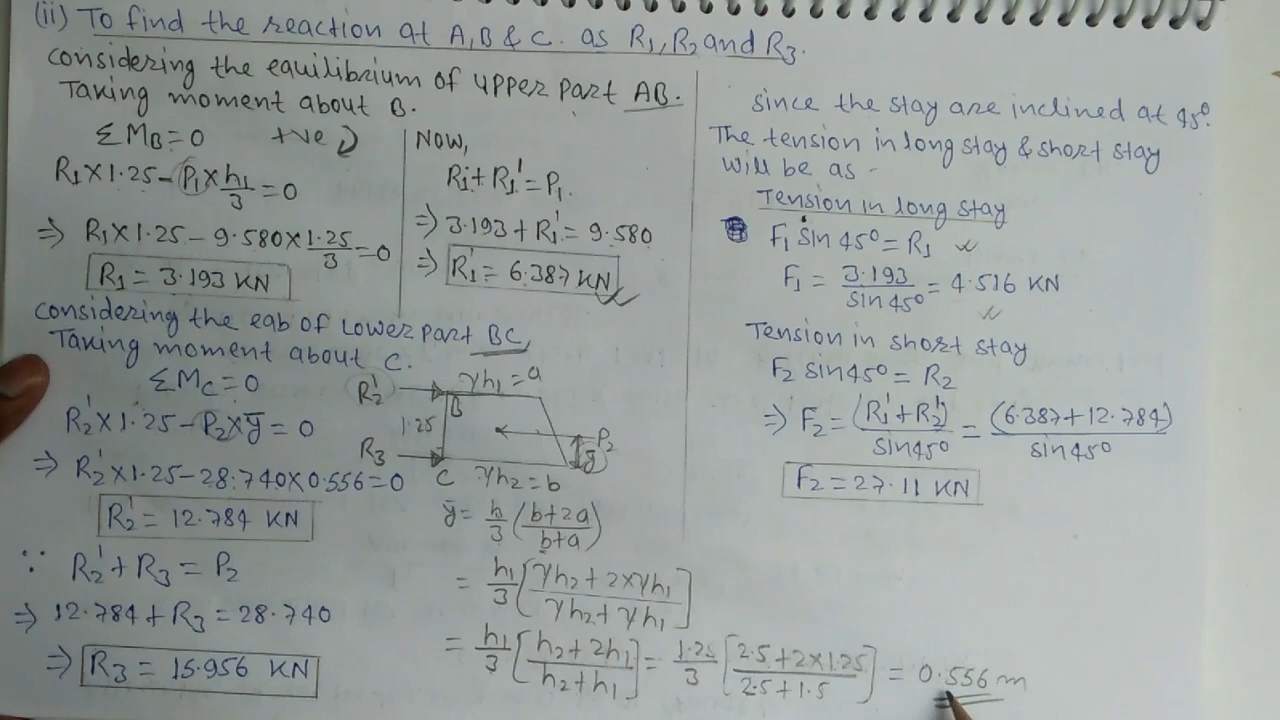 (ii) To find the reaction at A, B & C. as R₁, R₂ and R₃.
considering the equilibrium of upper part AB.
Taking moment about B.
ΣM_B = 0 +ve
R₁ × 1.25 - P₁ × h₁/3 = 0
⇒ R₁ × 1.25 - 9.580 × 1.25/3 = 0
R₁ = 3.193 KN
NOW,
R₁ + R₁' = P₁.
⇒ 3.193 + R₁' = 9.580
⇒ R₁' = 6.387 KN
considering the eqb of lower part BC,
Taking moment about C.
ΣM_C = 0
R₂' × 1.25 - P₂ × ȳ = 0
⇒ R₂' × 1.25 - 28.740 × 0.556 = 0
R₂' = 12.784 KN
∵ R₂' + R₃ = P₂
⇒ 12.784 + R₃ = 28.740
⇒ R₃ = 15.956 KN
R₂' γh₁ = a
B
1.25
P₂
R₃ ȳ
C γh₂ = b
ȳ = h/3 (b+2a / b+a)
= h₁/3 [γh₂ + 2×γh₁ / γh₂ + γh₁]
= h₁/3 [h₂ + 2h₁ / h₂ + h₁] = 1.25/3 [2.5 + 2×1.25 / 2.5 + 1.5] = 0.556 m
since the stay are inclined at 45°.
The tension in long stay & short stay
will be as -
Tension in long stay
F₁ sin 45° = R₁
F₁ = 3.193 / sin 45° = 4.516 KN
Tension in short stay
F₂ sin 45° = R₂
⇒ F₂ = (R₁' + R₂') / sin 45° = (6.387 + 12.784) / sin 45°
F₂ = 27.11 KN